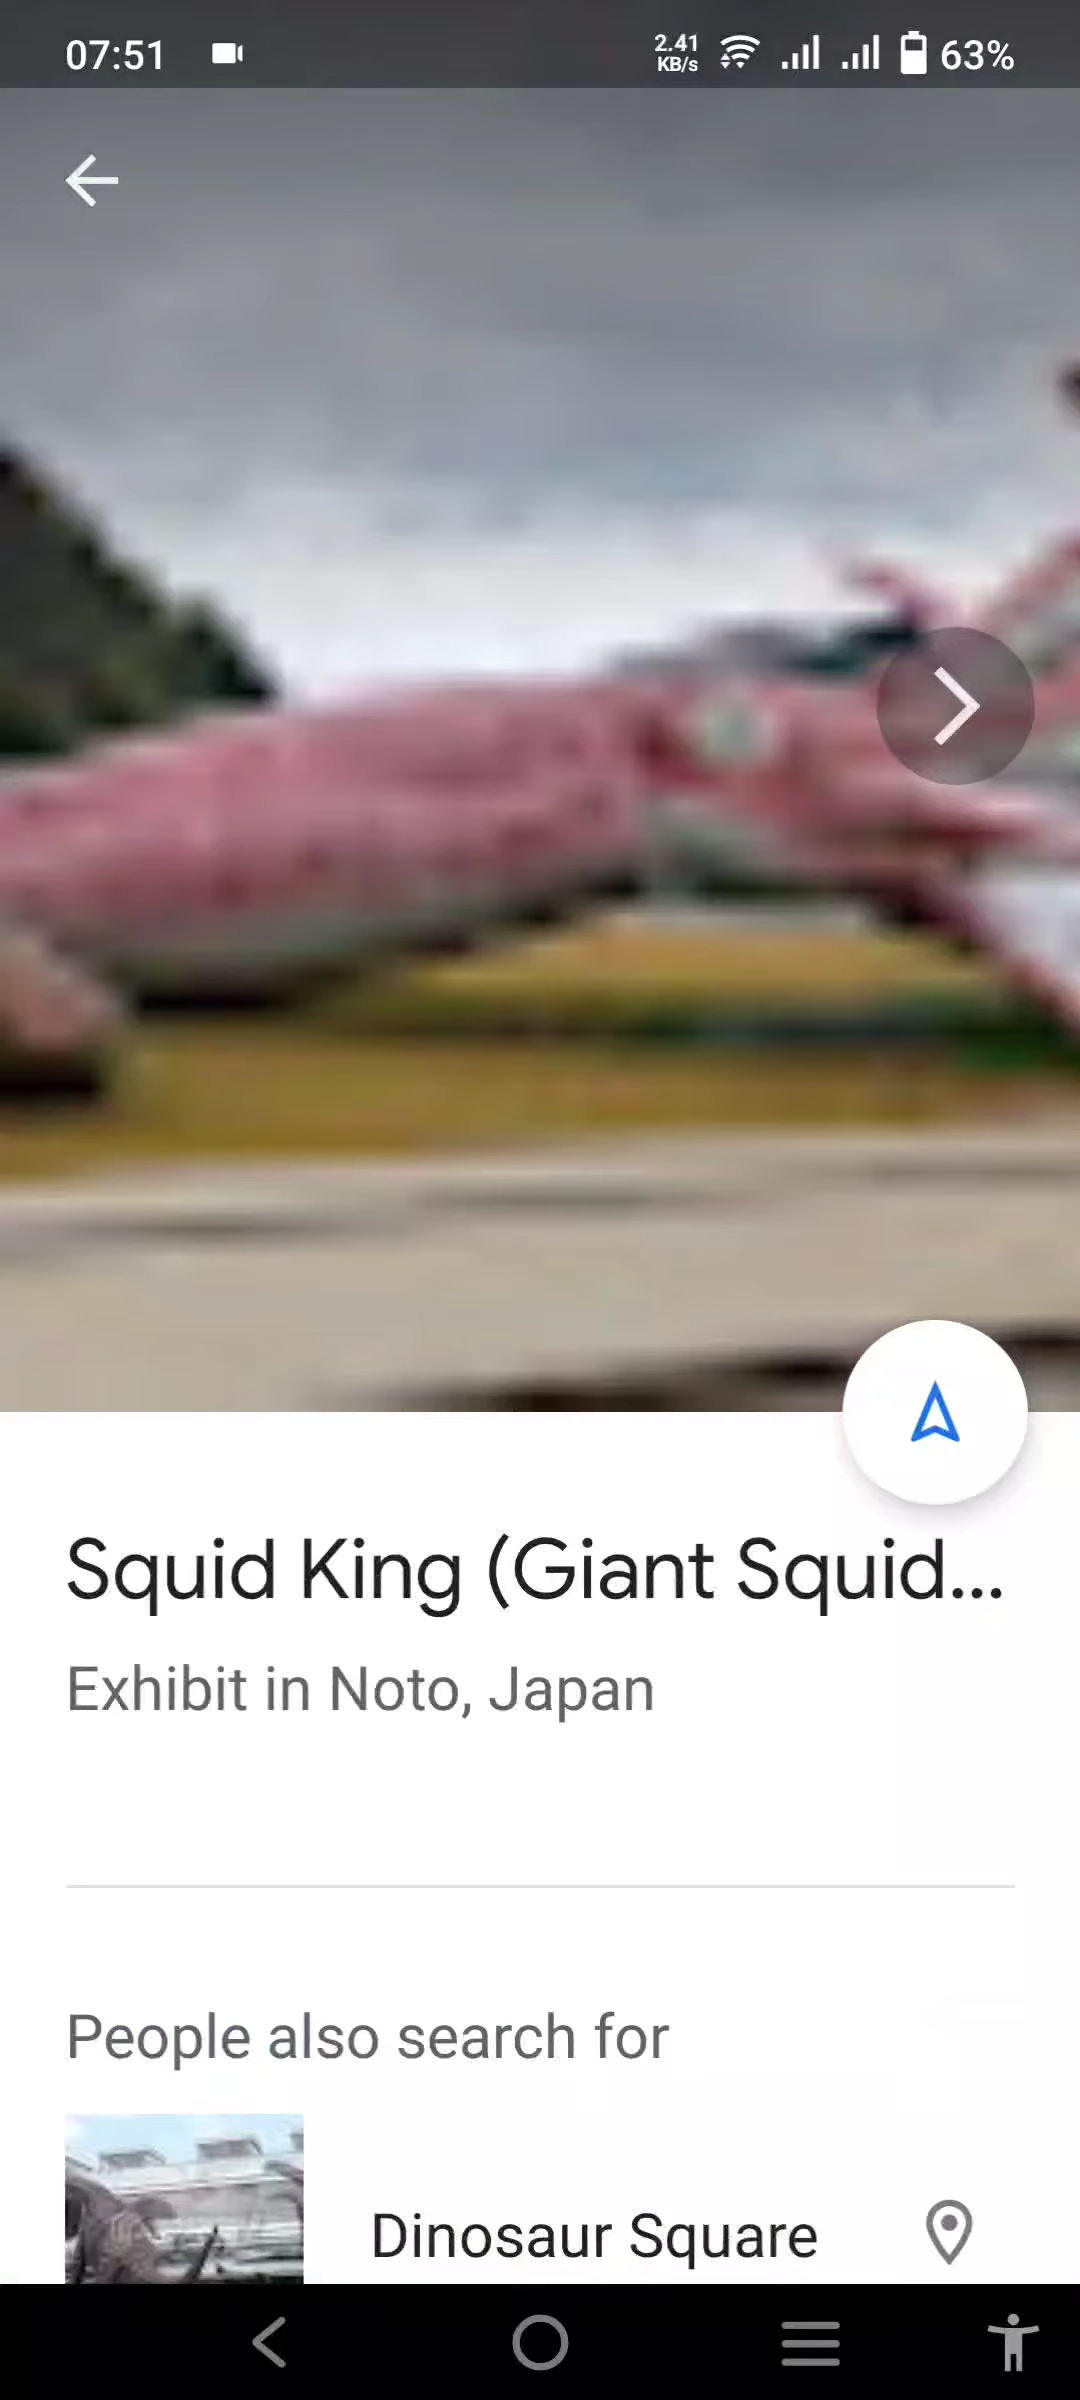 07:51
2.41
KB/s
63%
Squid King (Giant Squid...
Exhibit in Noto, Japan
People also search for
Dinosaur Square